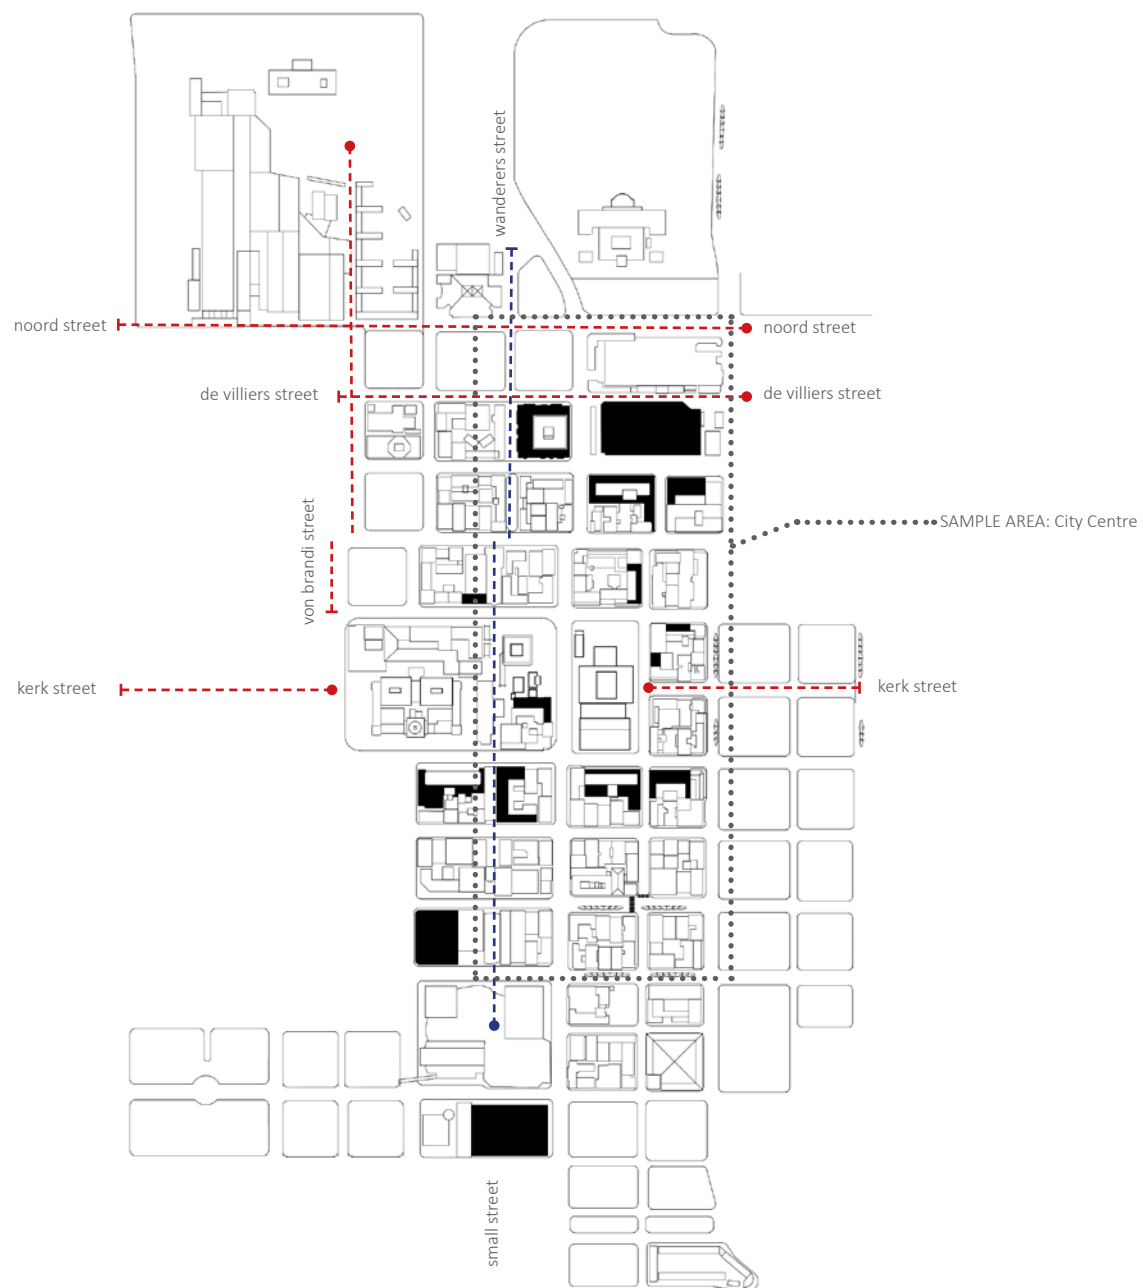 wanderers street
noord street
noord street
de villiers street
de villiers street
SAMPLE AREA: City Centre
von brandi street
kerk street
kerk street
small street